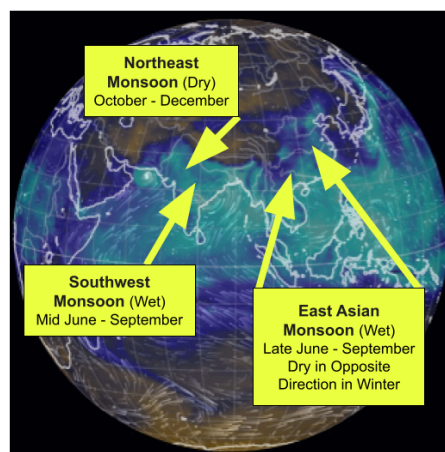 Northeast
Monsoon (Dry)
October - December
Southwest
Monsoon (Wet)
Mid June - September
East Asian
Monsoon (Wet)
Late June - September
Dry in Opposite
Direction in Winter